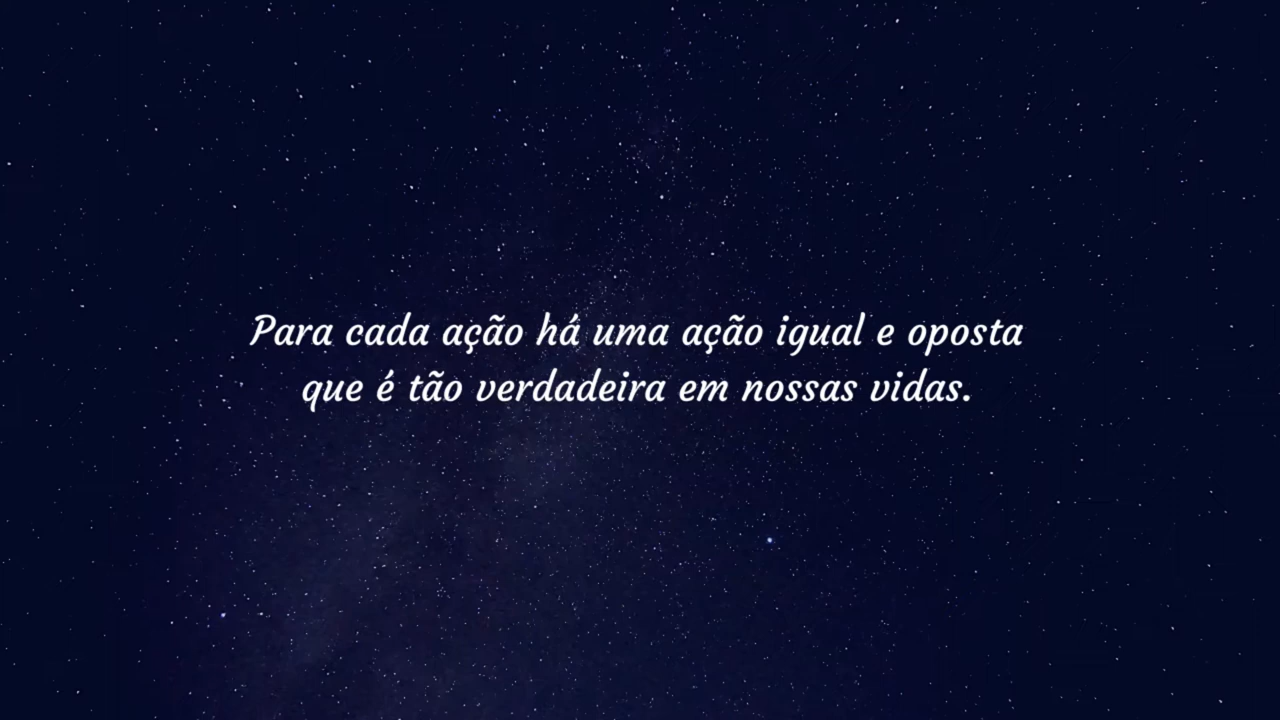 Para cada ação há uma ação igual e oposta
que é tão verdadeira em nossas vidas.